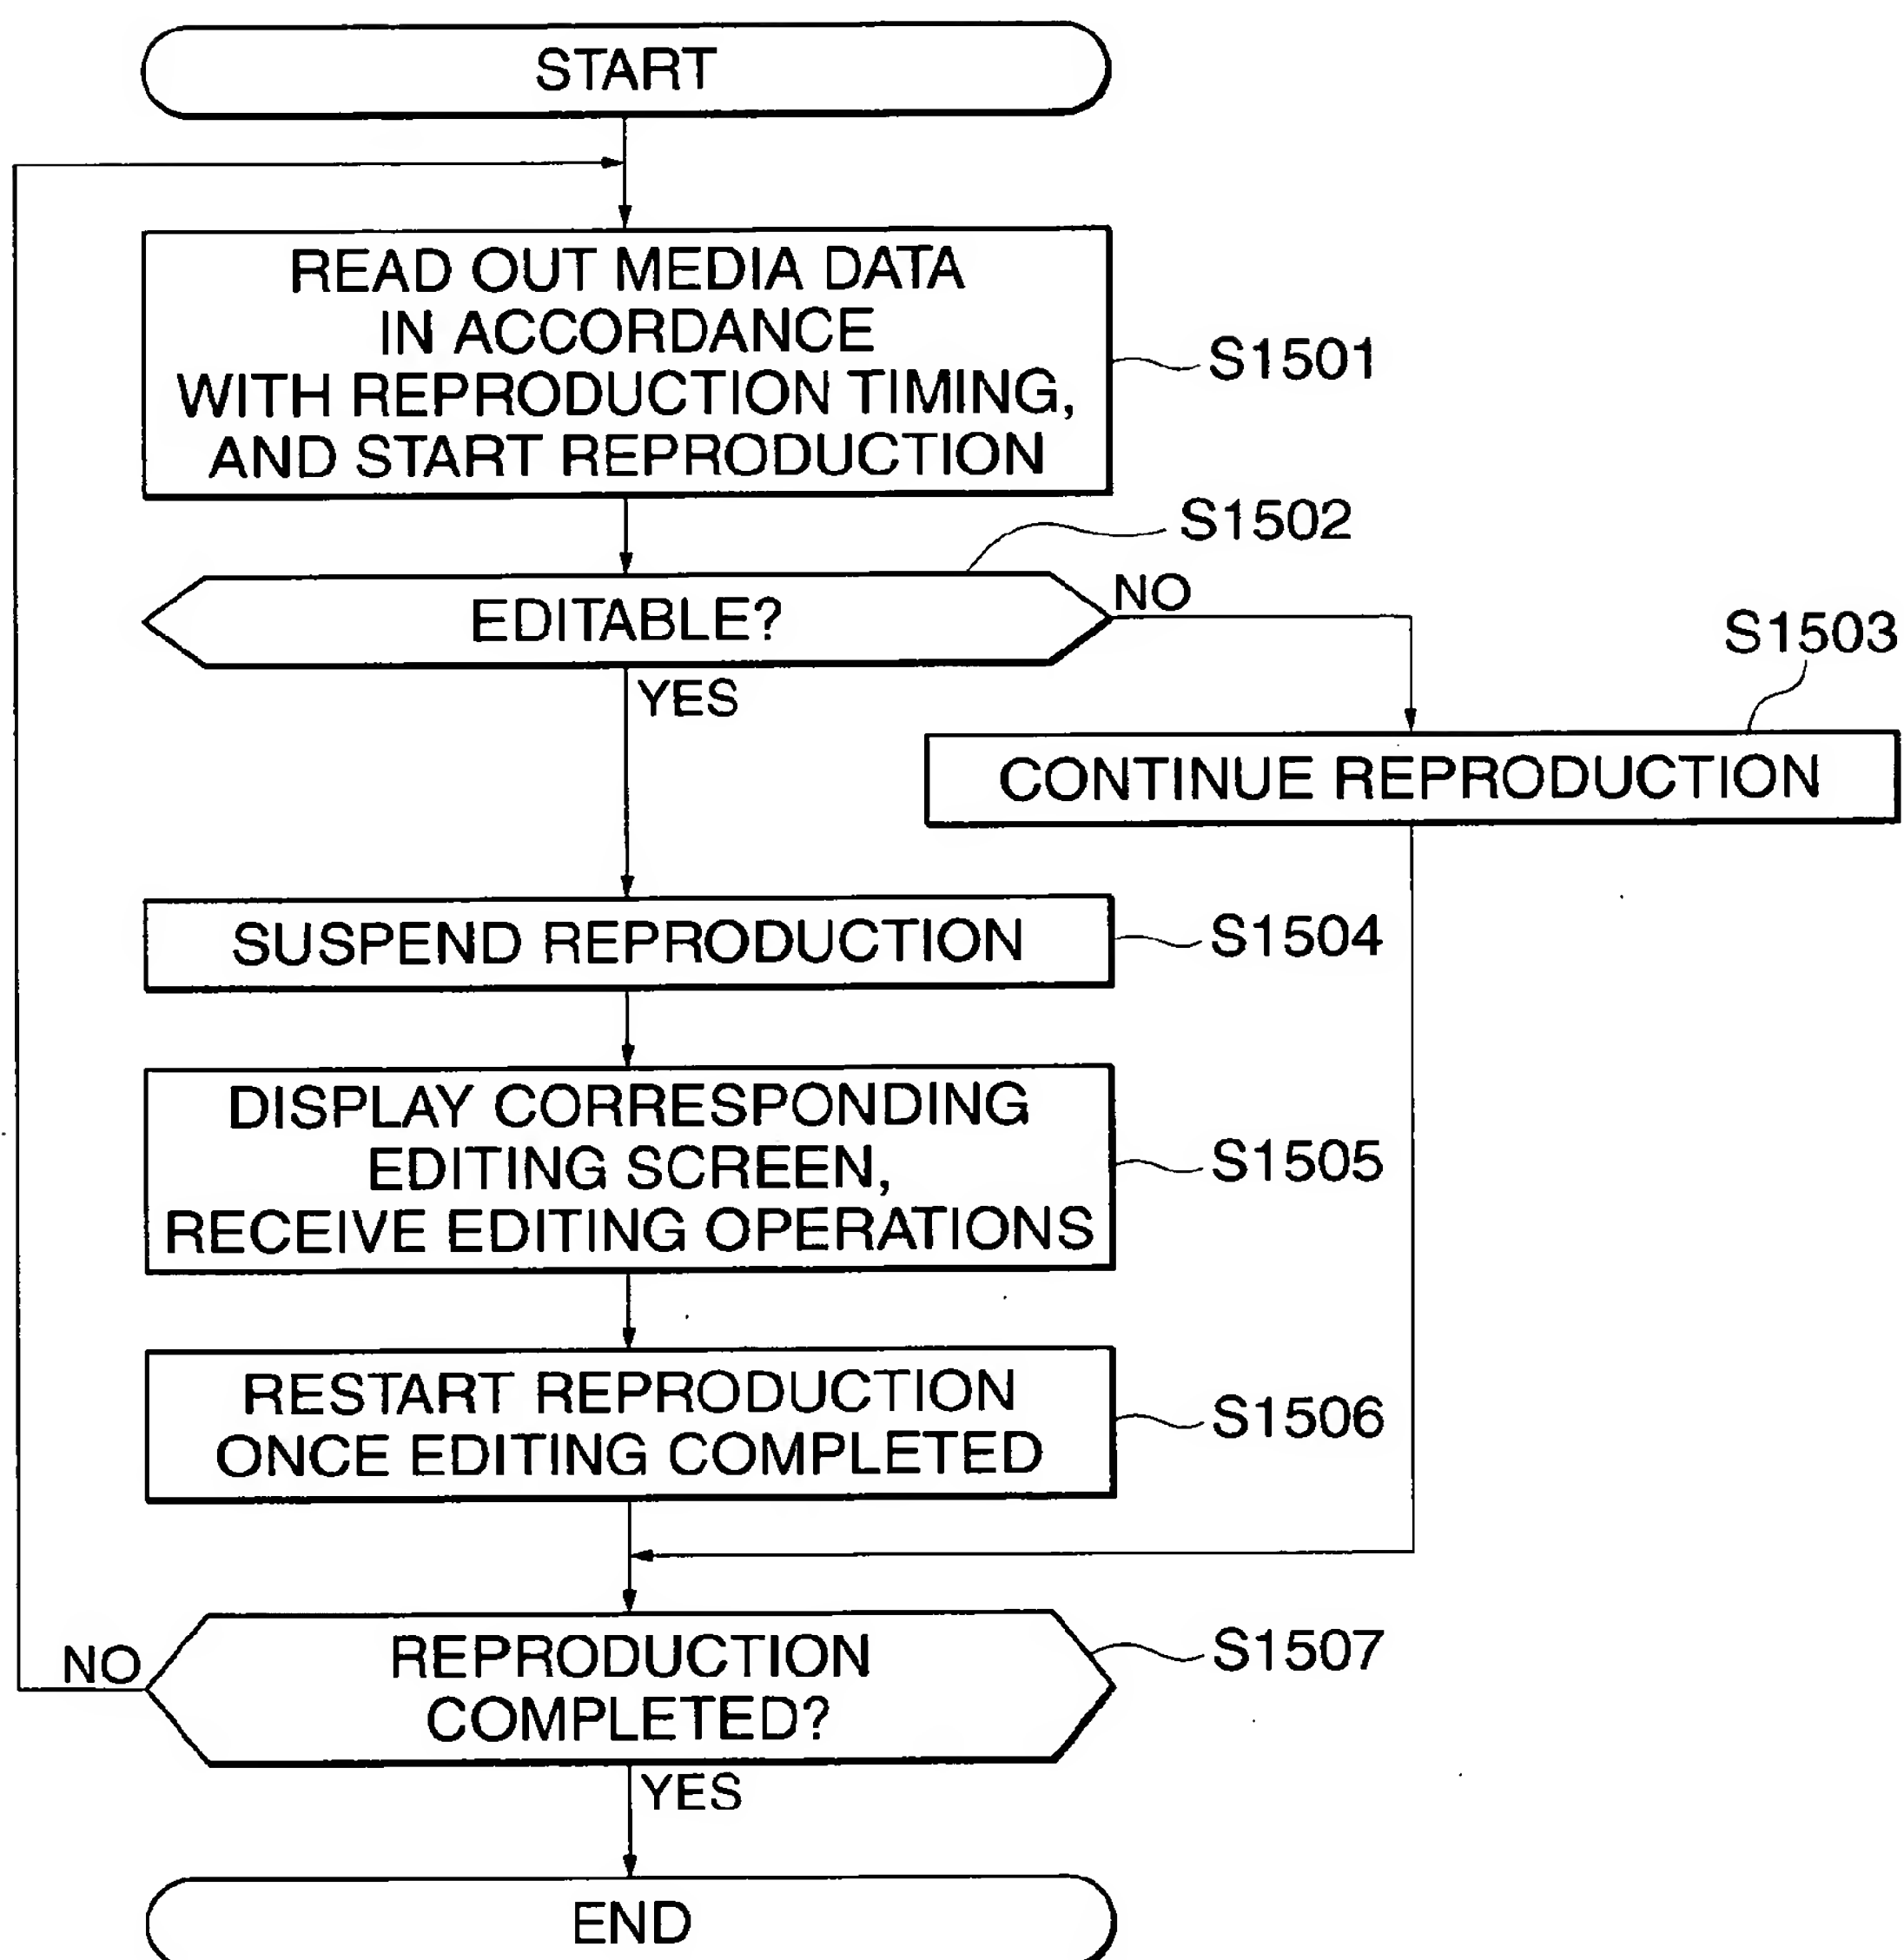 START
READ OUT MEDIA DATA
IN ACCORDANCE
WITH REPRODUCTION TIMING,
AND START REPRODUCTION
S1501
S1502
EDITABLE?
NO
YES
S1503
CONTINUE REPRODUCTION
SUSPEND REPRODUCTION
S1504
DISPLAY CORRESPONDING
EDITING SCREEN,
RECEIVE EDITING OPERATIONS
S1505
RESTART REPRODUCTION
ONCE EDITING COMPLETED
S1506
NO
REPRODUCTION
COMPLETED?
S1507
YES
END